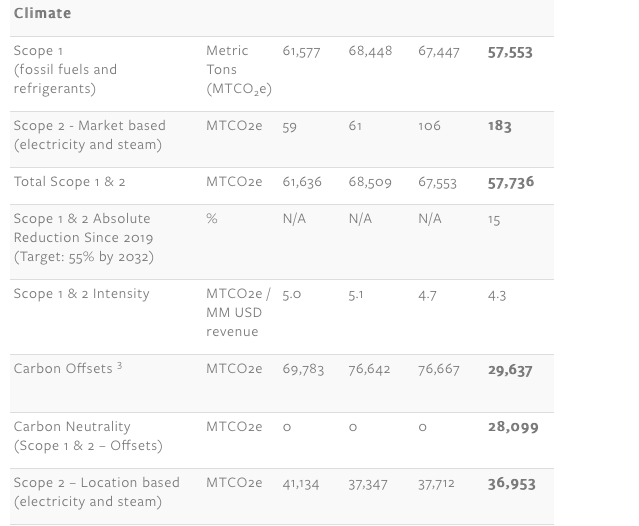 Climate
Scope 1 Metric 61,577 68,448 67,447 57,553
(fossil fuels and Tons
refrigerants) (MTCO₂e)
Scope 2 - Market based MTCO2e 59 61 106 183
(electricity and steam)
Total Scope 1 & 2 MTCO2e 61,636 68,509 67,553 57,736
Scope 1 & 2 Absolute % N/A N/A N/A 15
Reduction Since 2019
(Target: 55% by 2032)
Scope 1 & 2 Intensity MTCO2e / 5.0 5.1 4.7 4.3
MM USD
revenue
Carbon Offsets ³ MTCO2e 69,783 76,642 76,667 29,637
Carbon Neutrality MTCO2e 0 0 0 28,099
(Scope 1 & 2 – Offsets)
Scope 2 – Location based MTCO2e 41,134 37,347 37,712 36,953
(electricity and steam)